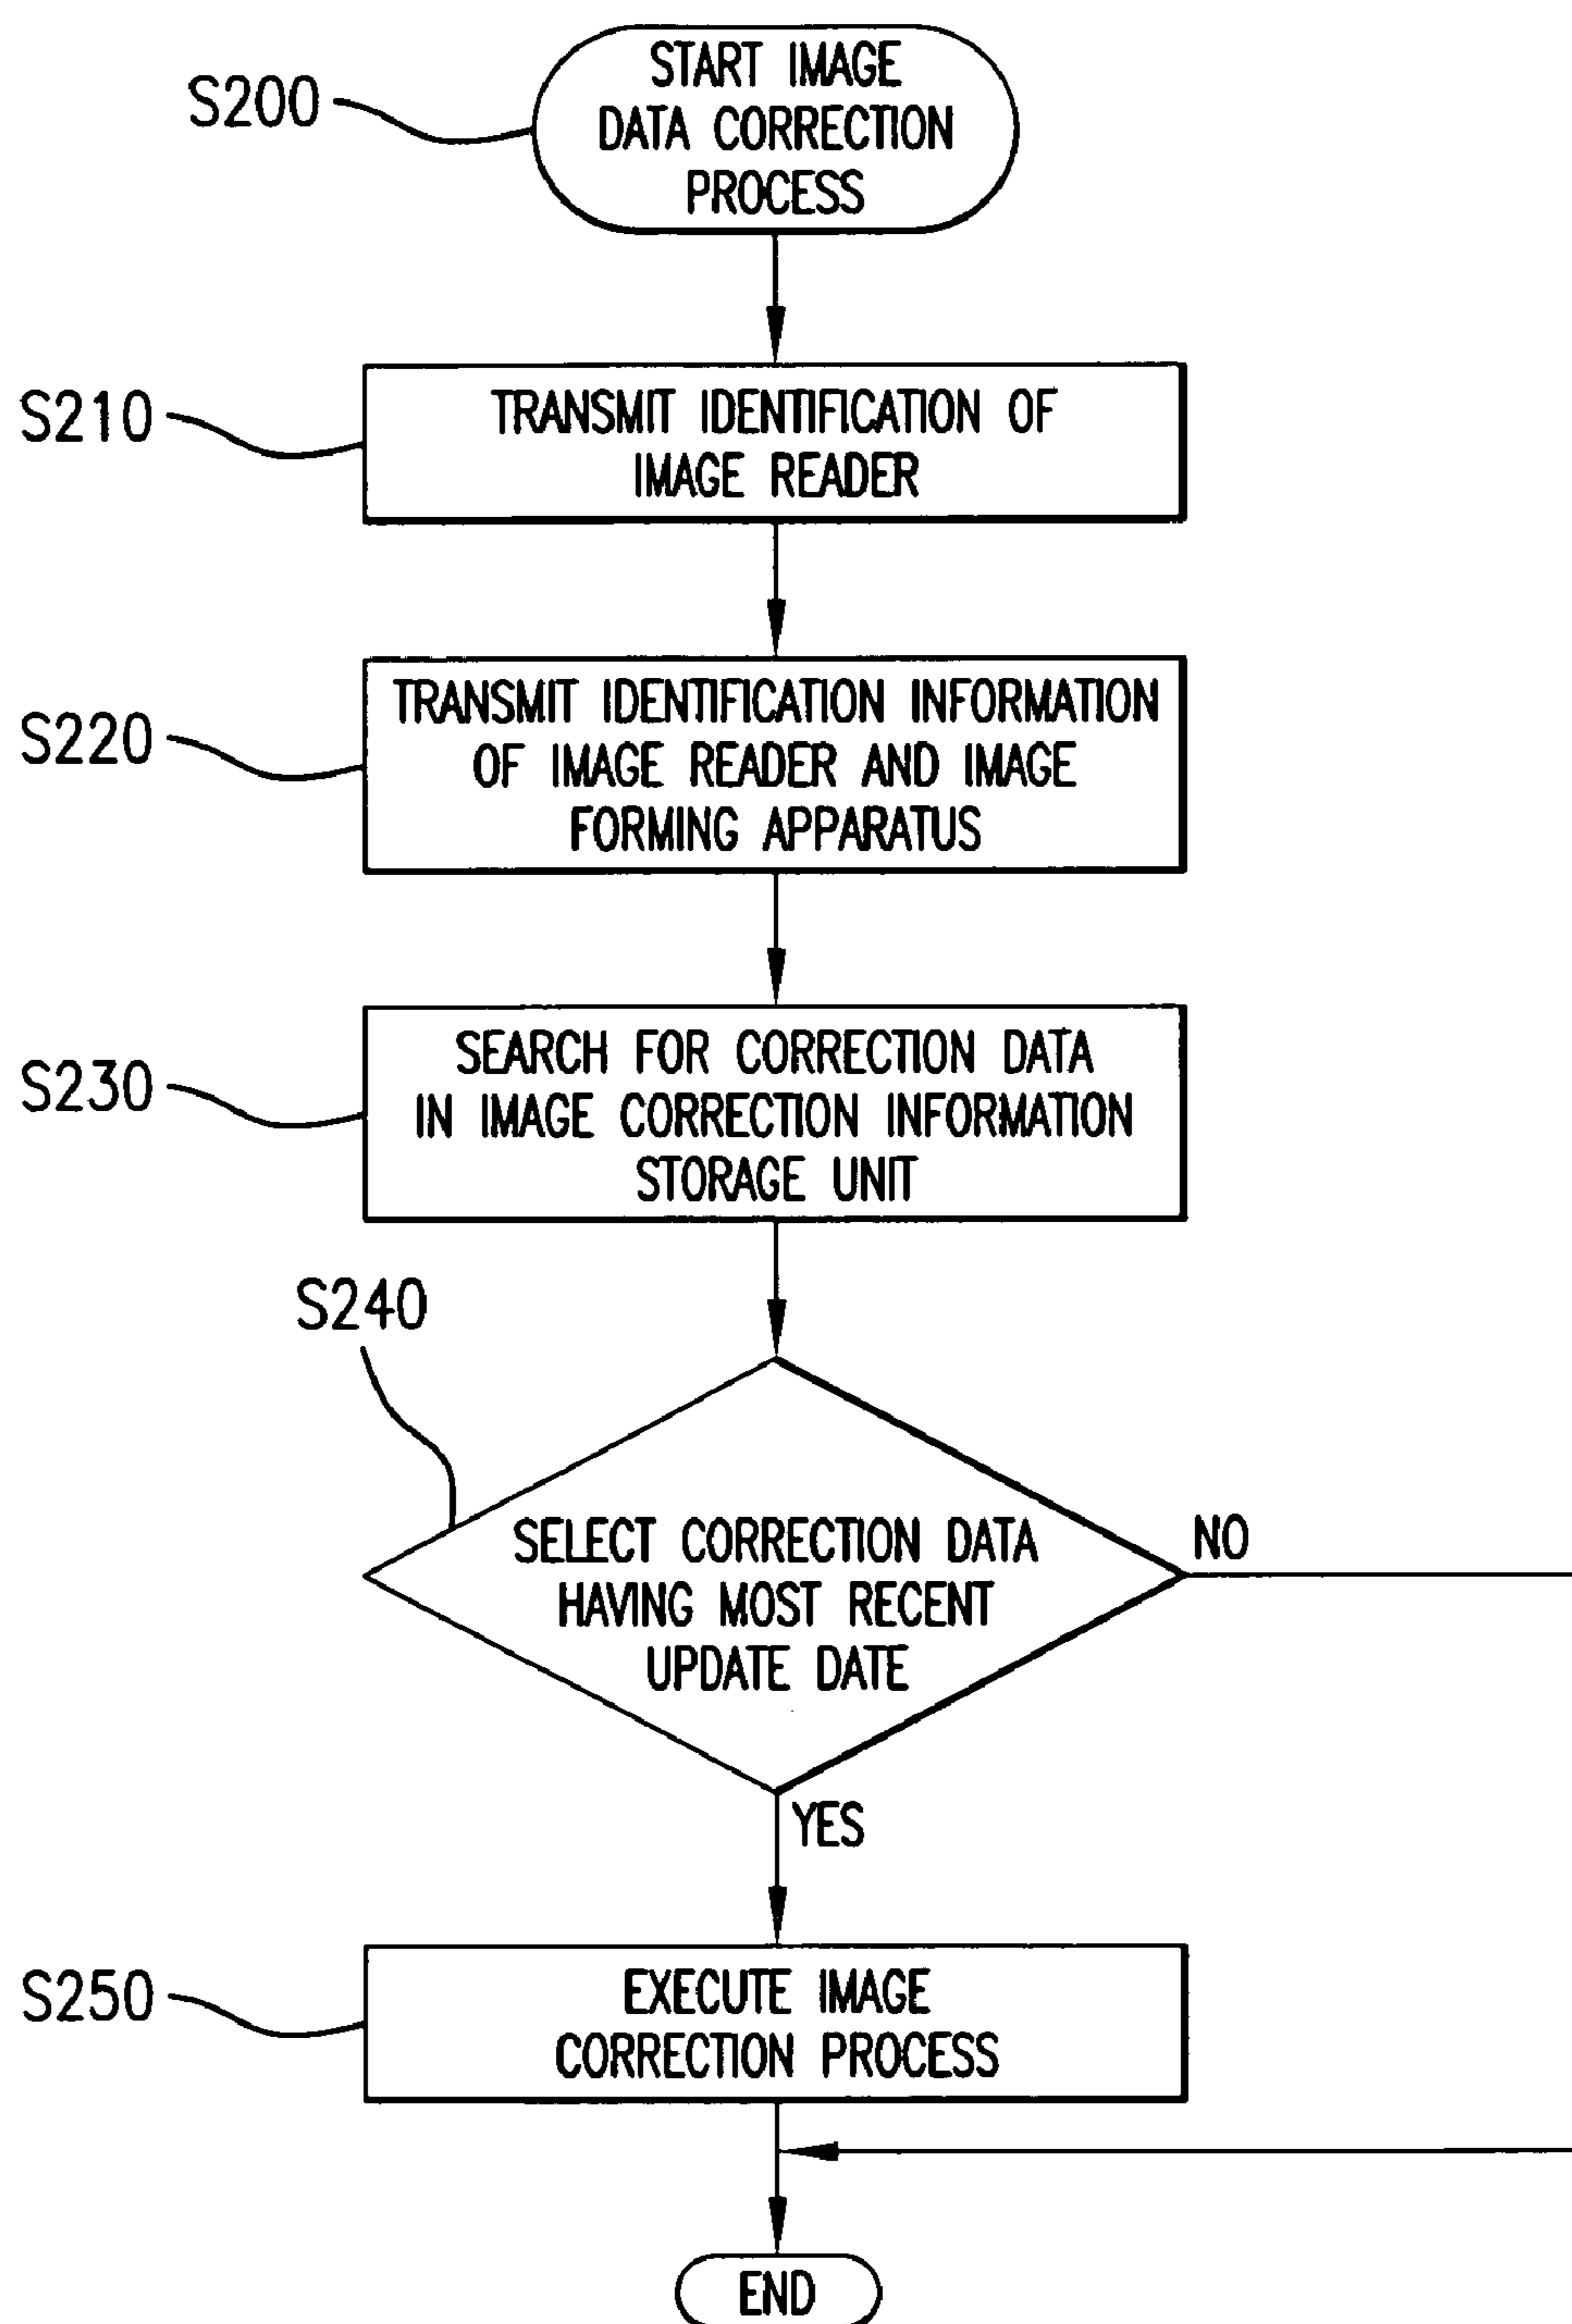 S200
START IMAGE
DATA CORRECTION
PROCESS
S210
TRANSMIT IDENTIFICATION OF
IMAGE READER
S220
TRANSMIT IDENTIFICATION INFORMATION
OF IMAGE READER AND IMAGE
FORMING APPARATUS
S230
SEARCH FOR CORRECTION DATA
IN IMAGE CORRECTION INFORMATION
STORAGE UNIT
S240
SELECT CORRECTION DATA
HAVING MOST RECENT
UPDATE DATE
NO
YES
S250
EXECUTE IMAGE
CORRECTION PROCESS
END